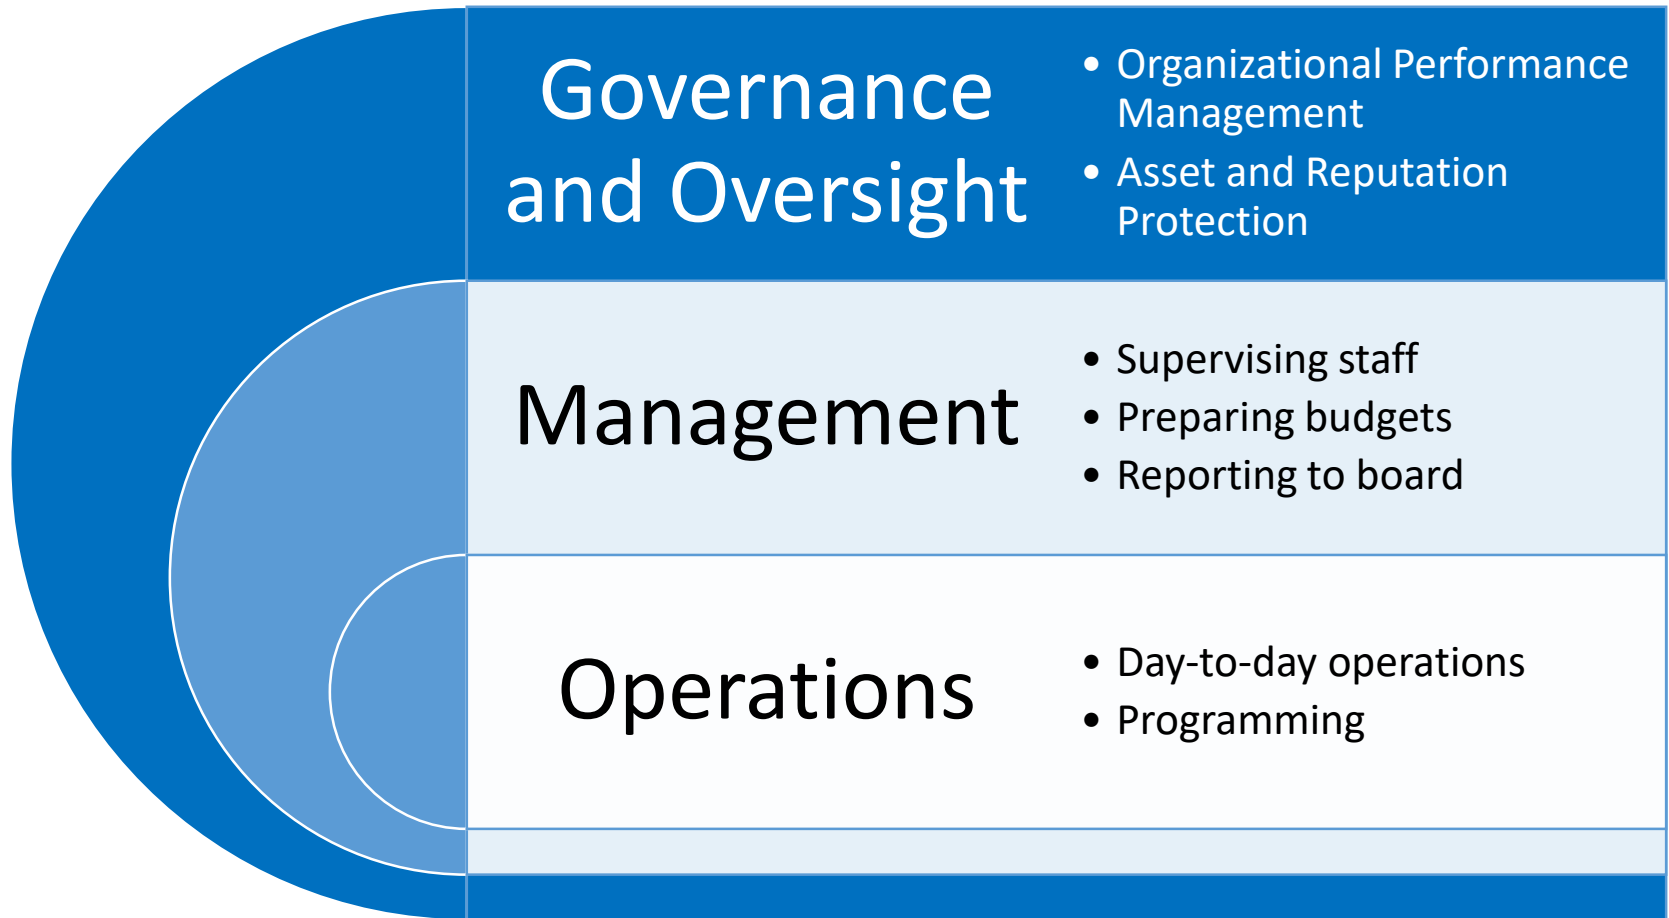 Governance
and Oversight
• Organizational Performance
Management
• Asset and Reputation
Protection
Management
• Supervising staff
• Preparing budgets
• Reporting to board
Operations
• Day-to-day operations
• Programming